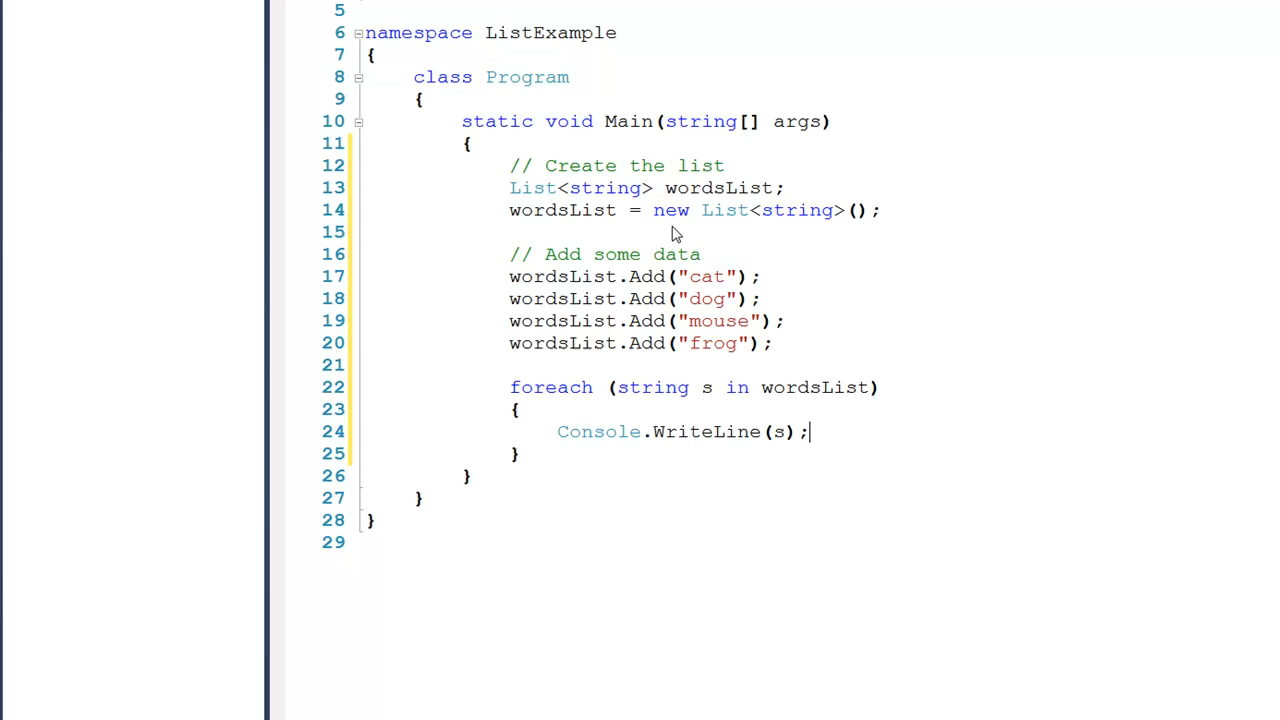 5
6 namespace ListExample
7 {
8 class Program
9 {
10 static void Main(string[] args)
11 {
12 // Create the list
13 List<string> wordsList;
14 wordsList = new List<string>();
15
16 // Add some data
17 wordsList.Add("cat");
18 wordsList.Add("dog");
19 wordsList.Add("mouse");
20 wordsList.Add("frog");
21
22 foreach (string s in wordsList)
23 {
24 Console.WriteLine(s);
25 }
26 }
27 }
28 }
29